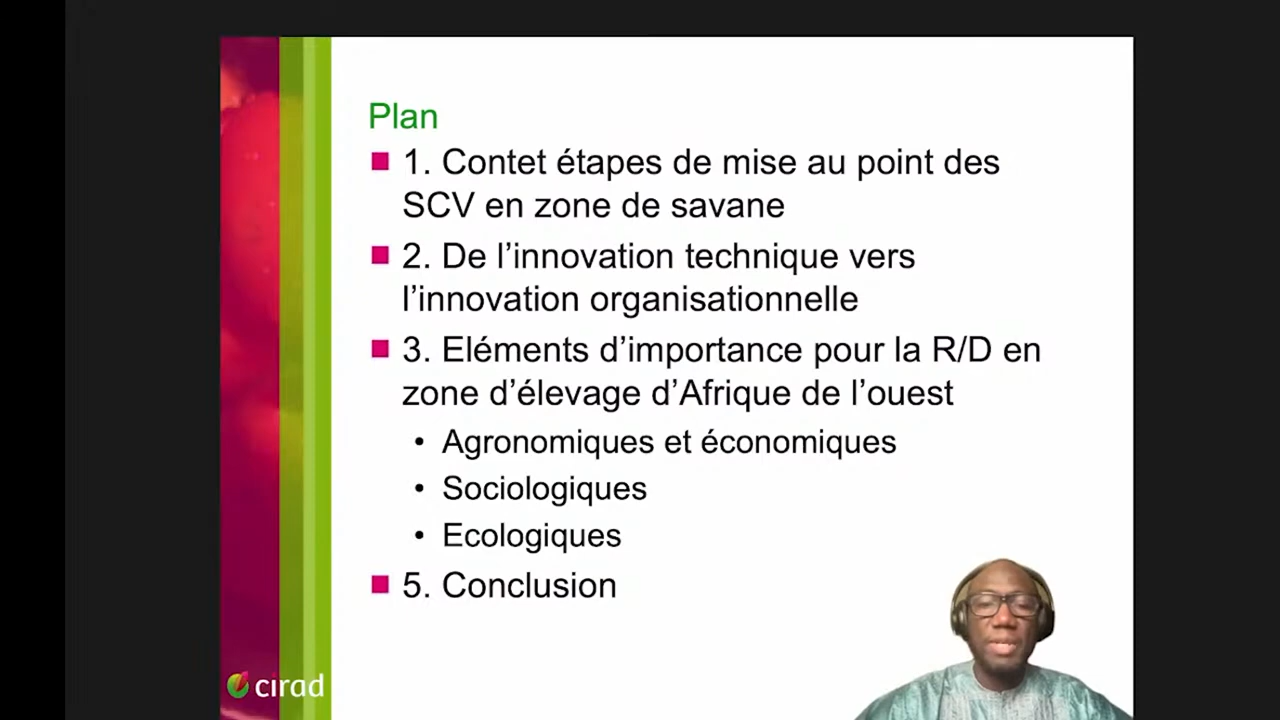 Plan
1. Contet étapes de mise au point des
SCV en zone de savane
2. De l’innovation technique vers
l’innovation organisationnelle
3. Eléments d’importance pour la R/D en
zone d’élevage d’Afrique de l’ouest
• Agronomiques et économiques
• Sociologiques
• Ecologiques
5. Conclusion
cirad